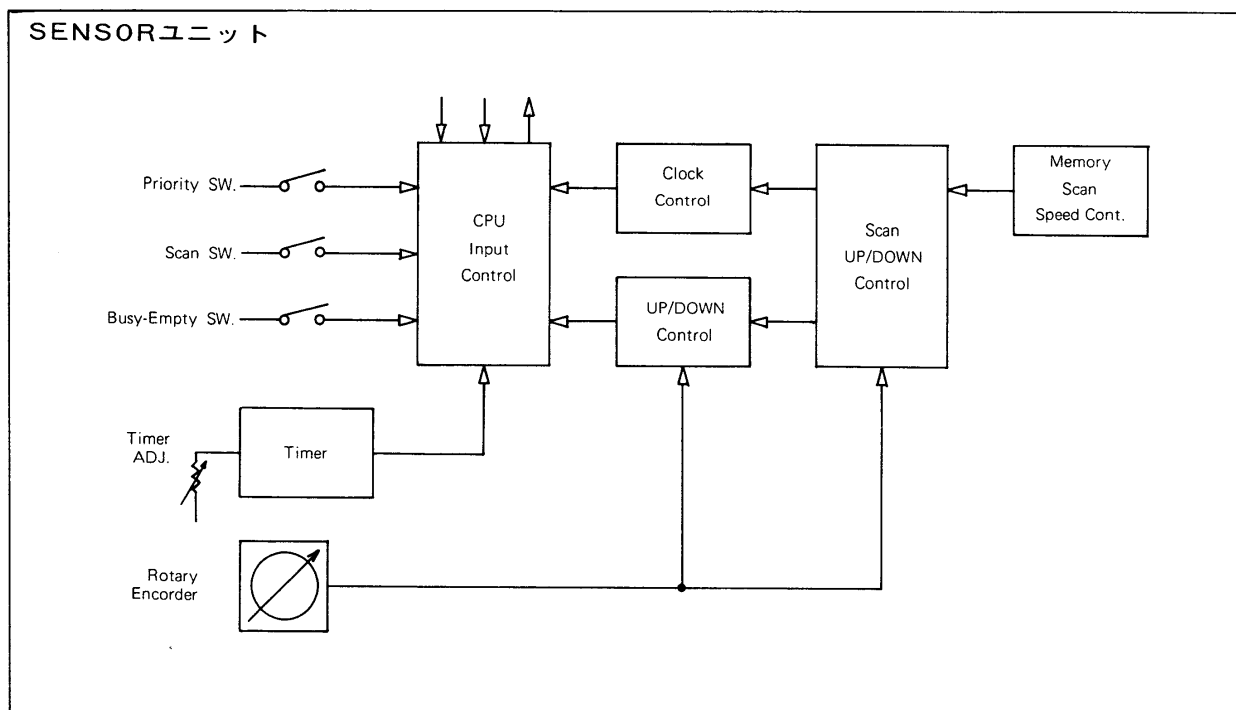 SENSORユニット
Priority SW.
Scan SW.
Busy-Empty SW.
CPU
Input
Control
Clock
Control
UP/DOWN
Control
Scan
UP/DOWN
Control
Memory
Scan
Speed Cont.
Timer
ADJ.
Timer
Rotary
Encorder